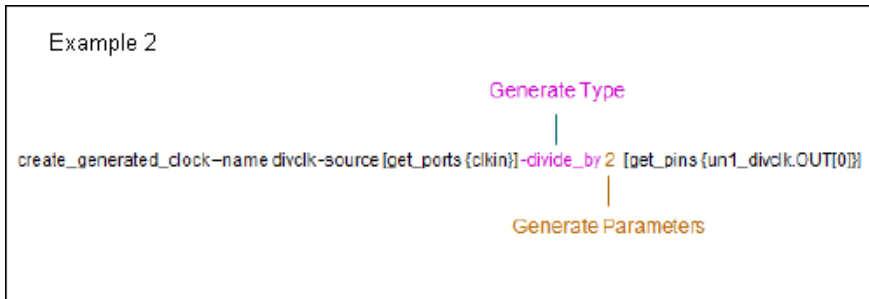 Example 2
Generate Type
create_generated_clock–name divclk-source [get_ports {clkin}]-divide_by 2 [get_pins {un1_divclk.OUT[0]}]
Generate Parameters